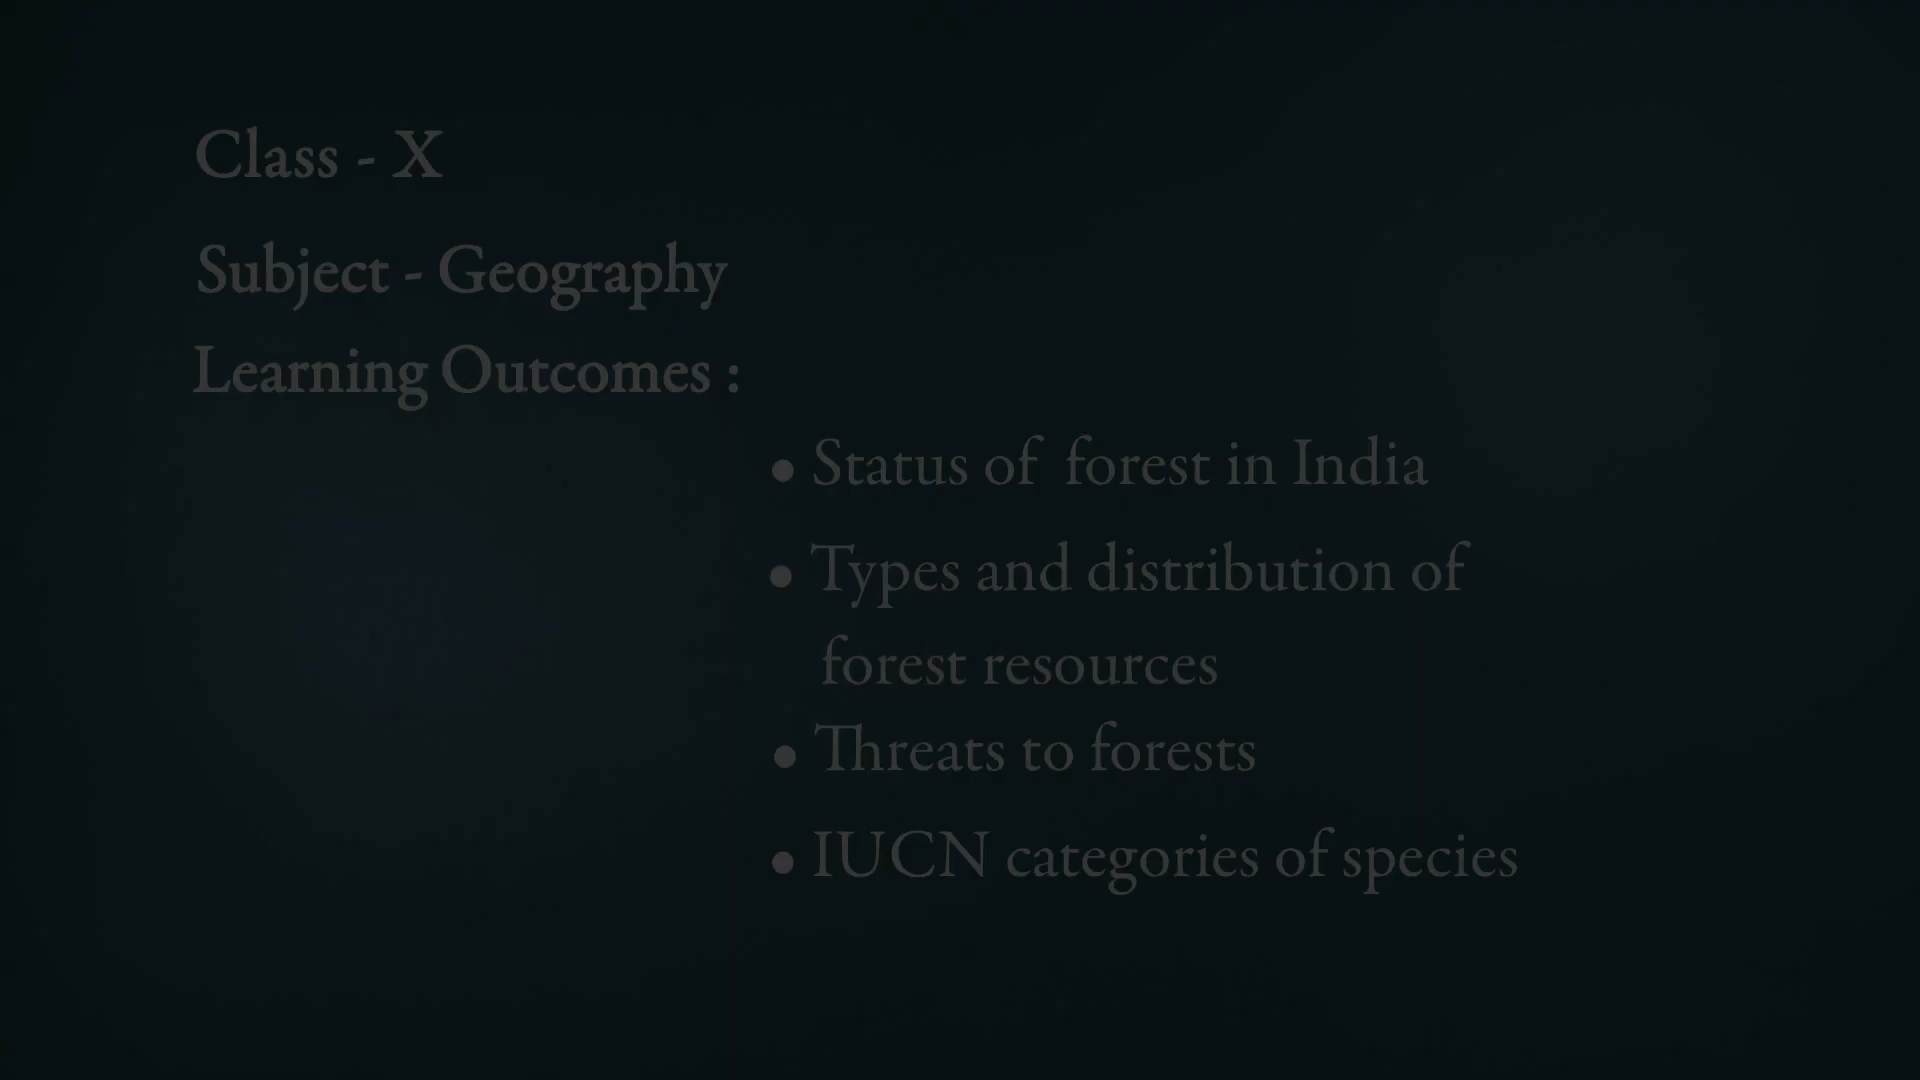 Class - X
Subject - Geography
Learning Outcomes :
• Status of forest in India
• Types and distribution of
forest resources
• Threats to forests
• IUCN categories of species